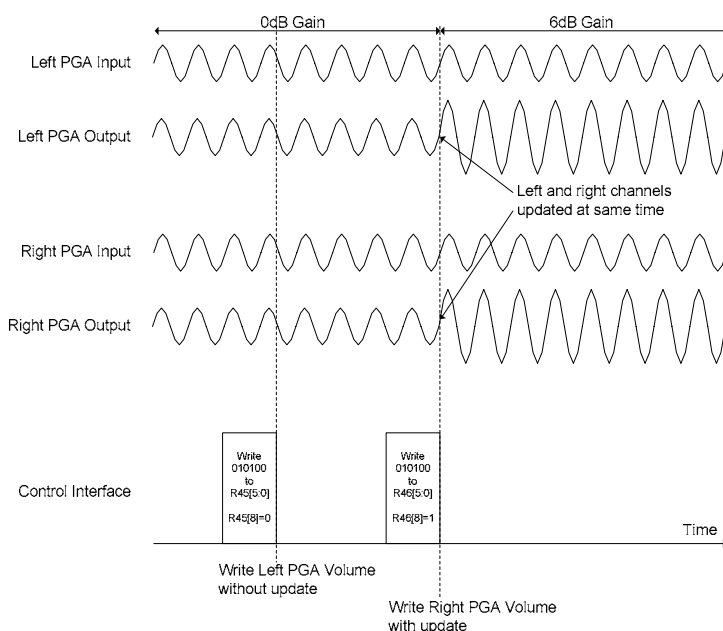 0dB Gain
6dB Gain
Left PGA Input
Left PGA Output
Left and right channels
updated at same time
Right PGA Input
Right PGA Output
Control Interface
Write
010100
to
R45[5:0]
R45[8]=0
Write
010100
to
R46[5:0]
R46[8]=1
Time
Write Left PGA Volume
without update
Write Right PGA Volume
with update